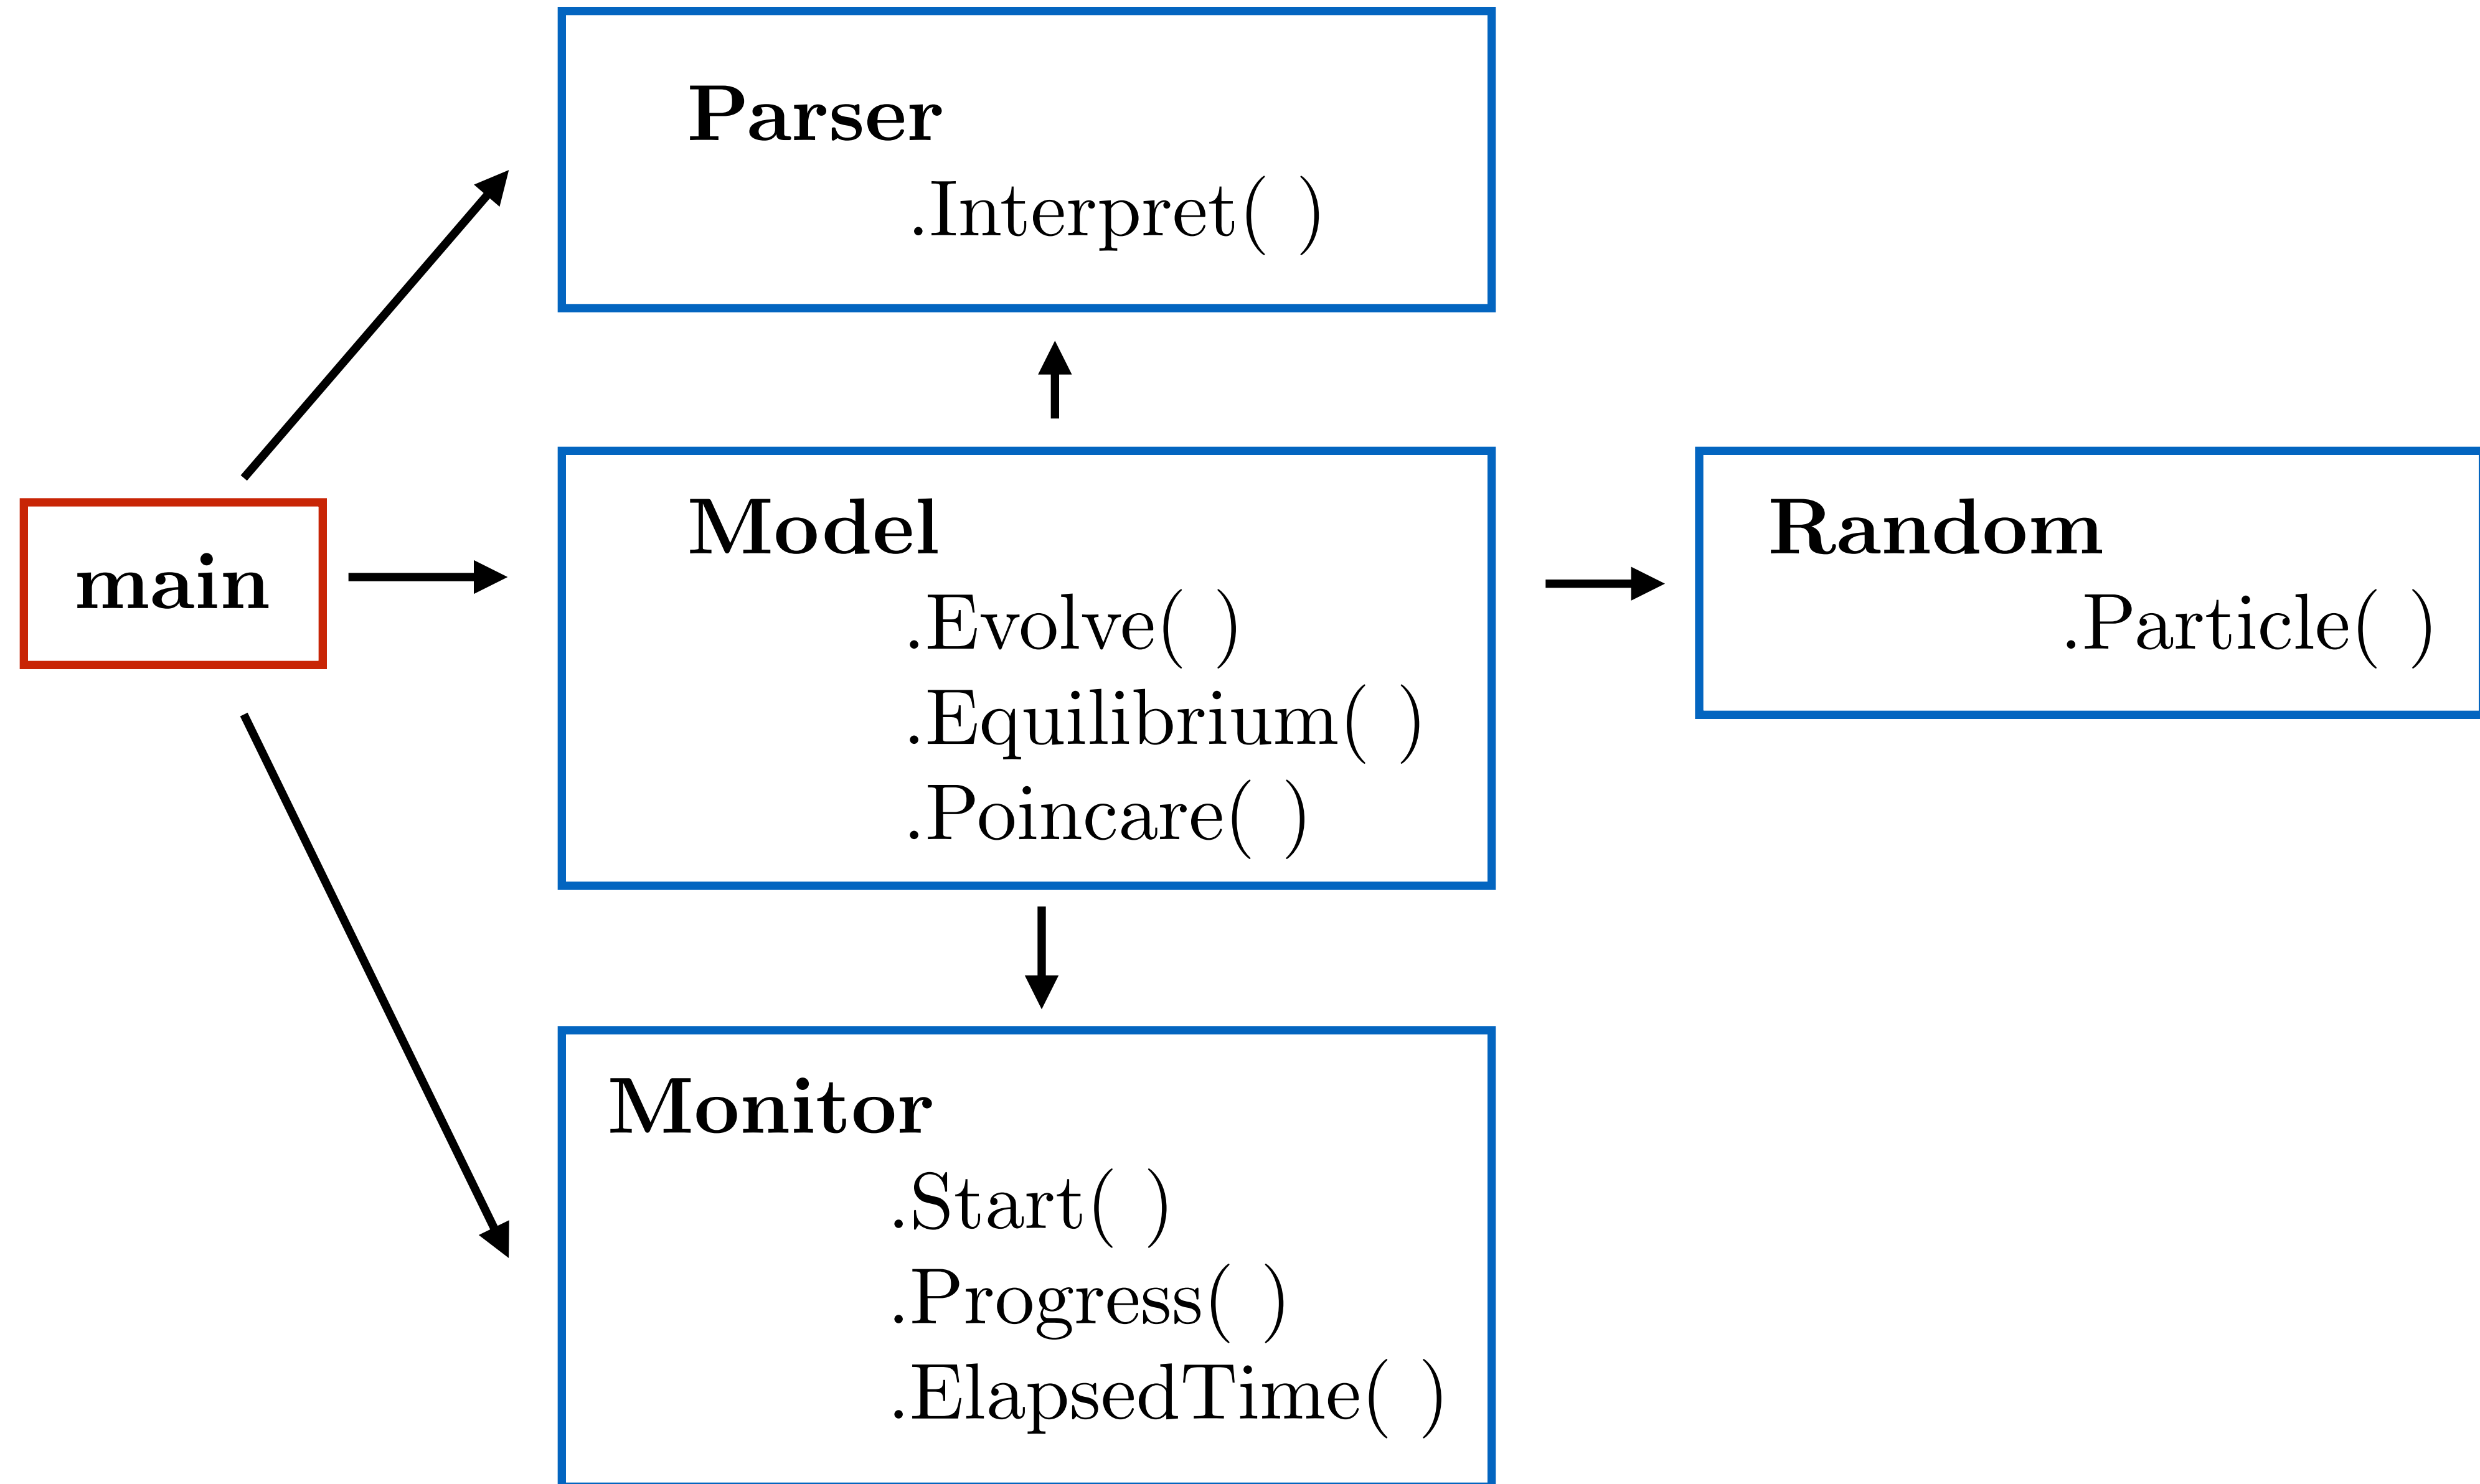 Parser
.Interpret( )
main
Model
.Evolve( )
.Equilibrium( )
.Poincare( )
Random
.Particle( )
Monitor
.Start( )
.Progress( )
.ElapsedTime( )